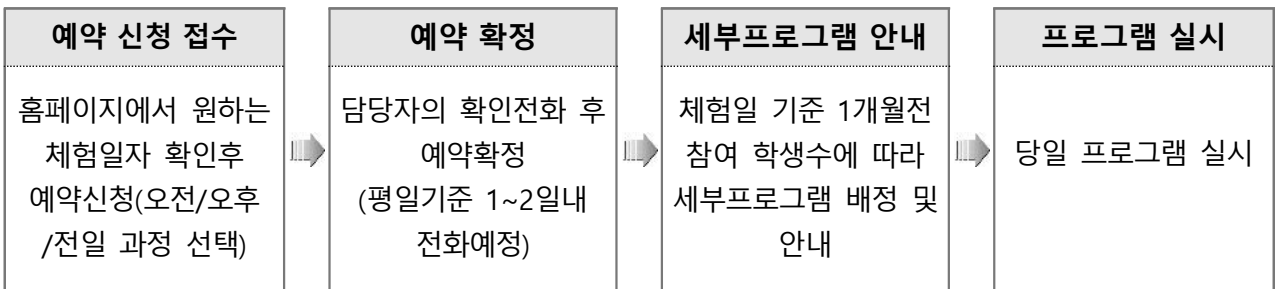 예약 신청 접수
홈페이지에서 원하는
체험일자 확인후
예약신청(오전/오후
/전일 과정 선택)
예약 확정
담당자의 확인전화 후
예약확정
(평일기준 1~2일내
전화예정)
세부프로그램 안내
체험일 기준 1개월전
참여 학생수에 따라
세부프로그램 배정 및
안내
프로그램 실시
당일 프로그램 실시